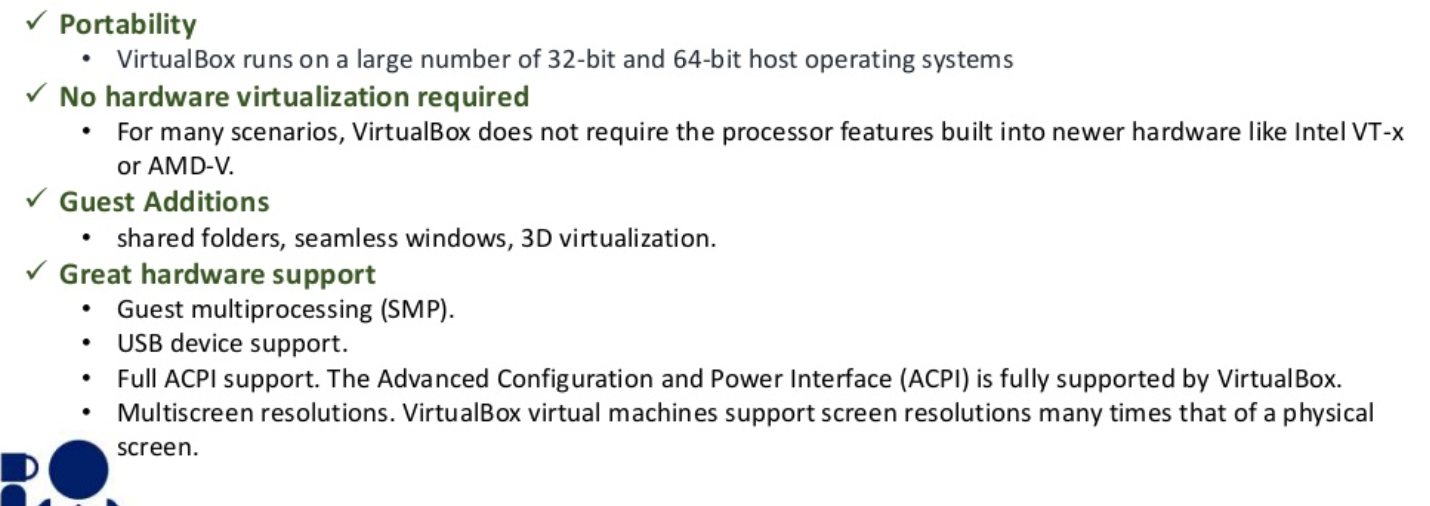 ✓ Portability
• VirtualBox runs on a large number of 32-bit and 64-bit host operating systems
✓ No hardware virtualization required
• For many scenarios, VirtualBox does not require the processor features built into newer hardware like Intel VT-x
or AMD-V.
✓ Guest Additions
• shared folders, seamless windows, 3D virtualization.
✓ Great hardware support
• Guest multiprocessing (SMP).
• USB device support.
• Full ACPI support. The Advanced Configuration and Power Interface (ACPI) is fully supported by VirtualBox.
• Multiscreen resolutions. VirtualBox virtual machines support screen resolutions many times that of a physical
screen.